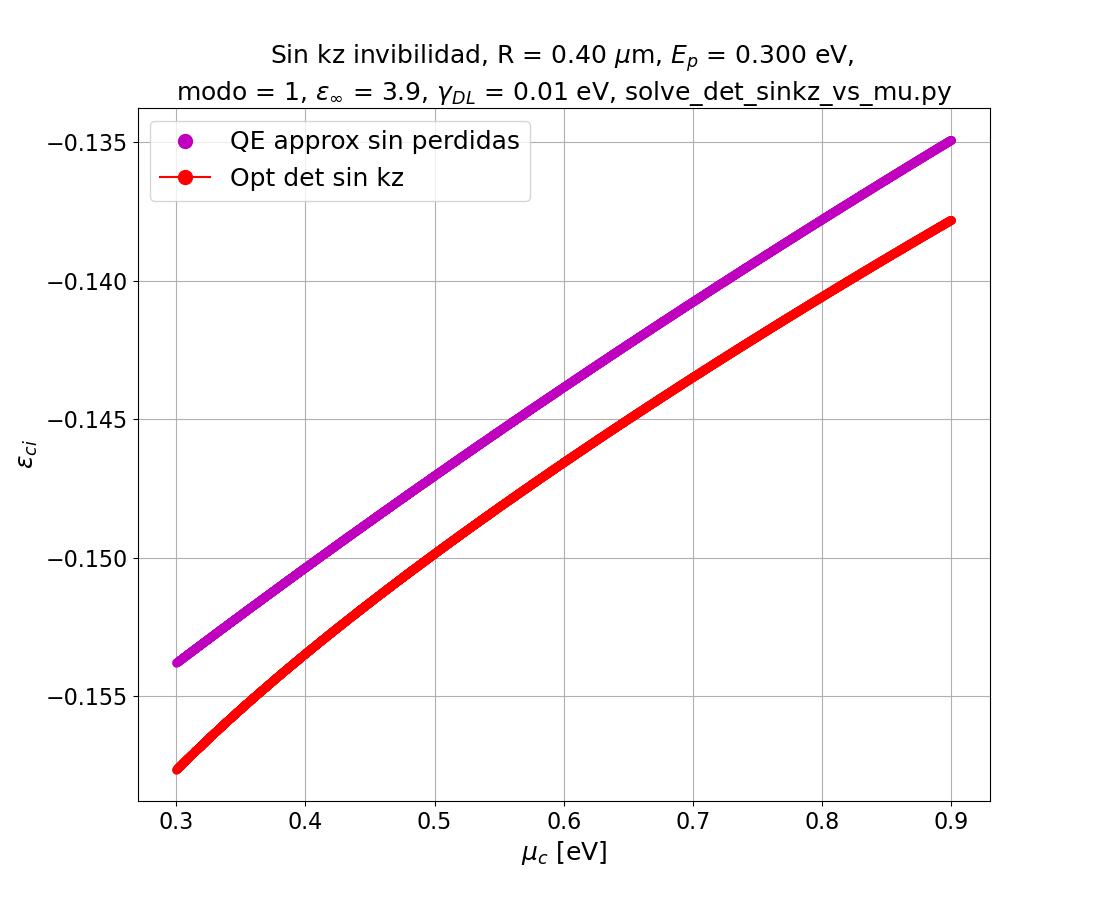 Sin kz invibilidad, R = 0.40 μm, E_p = 0.300 eV,
modo = 1, ε_∞ = 3.9, γ_DL = 0.01 eV, solve_det_sinkz_vs_mu.py
QE approx sin perdidas
Opt det sin kz
−0.135
−0.140
−0.145
−0.150
−0.155
ε_ci
0.3 0.4 0.5 0.6 0.7 0.8 0.9
μ_c [eV]